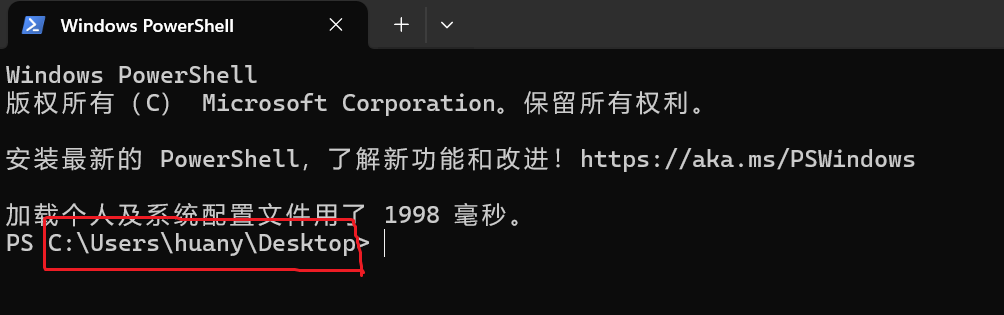 Windows PowerShell
Windows PowerShell
版权所有（C） Microsoft Corporation。保留所有权利。
安装最新的 PowerShell，了解新功能和改进！https://aka.ms/PSWindows
加载个人及系统配置文件用了 1998 毫秒。
PS C:\Users\huany\Desktop>